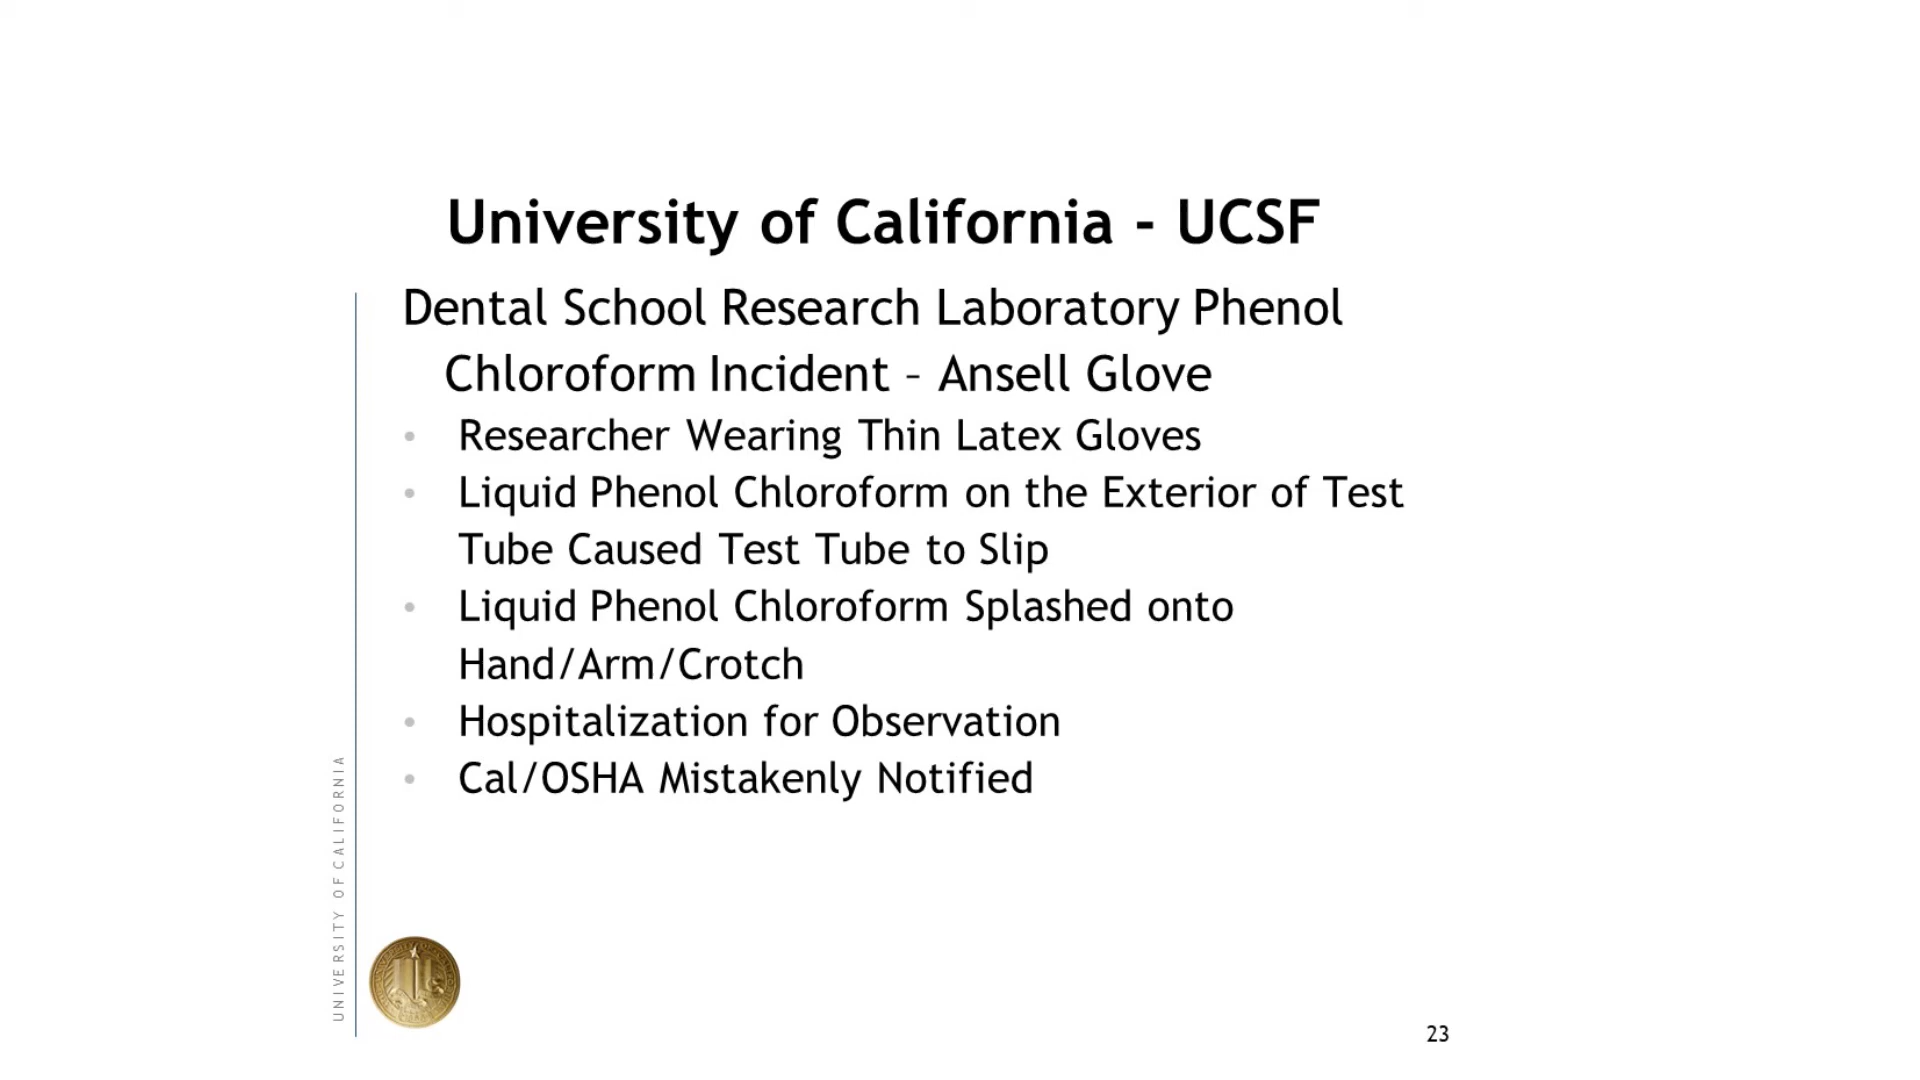 University of California - UCSF
Dental School Research Laboratory Phenol
Chloroform Incident – Ansell Glove
• Researcher Wearing Thin Latex Gloves
• Liquid Phenol Chloroform on the Exterior of Test
Tube Caused Test Tube to Slip
• Liquid Phenol Chloroform Splashed onto
Hand/Arm/Crotch
• Hospitalization for Observation
• Cal/OSHA Mistakenly Notified
UNIVERSITY OF CALIFORNIA
23